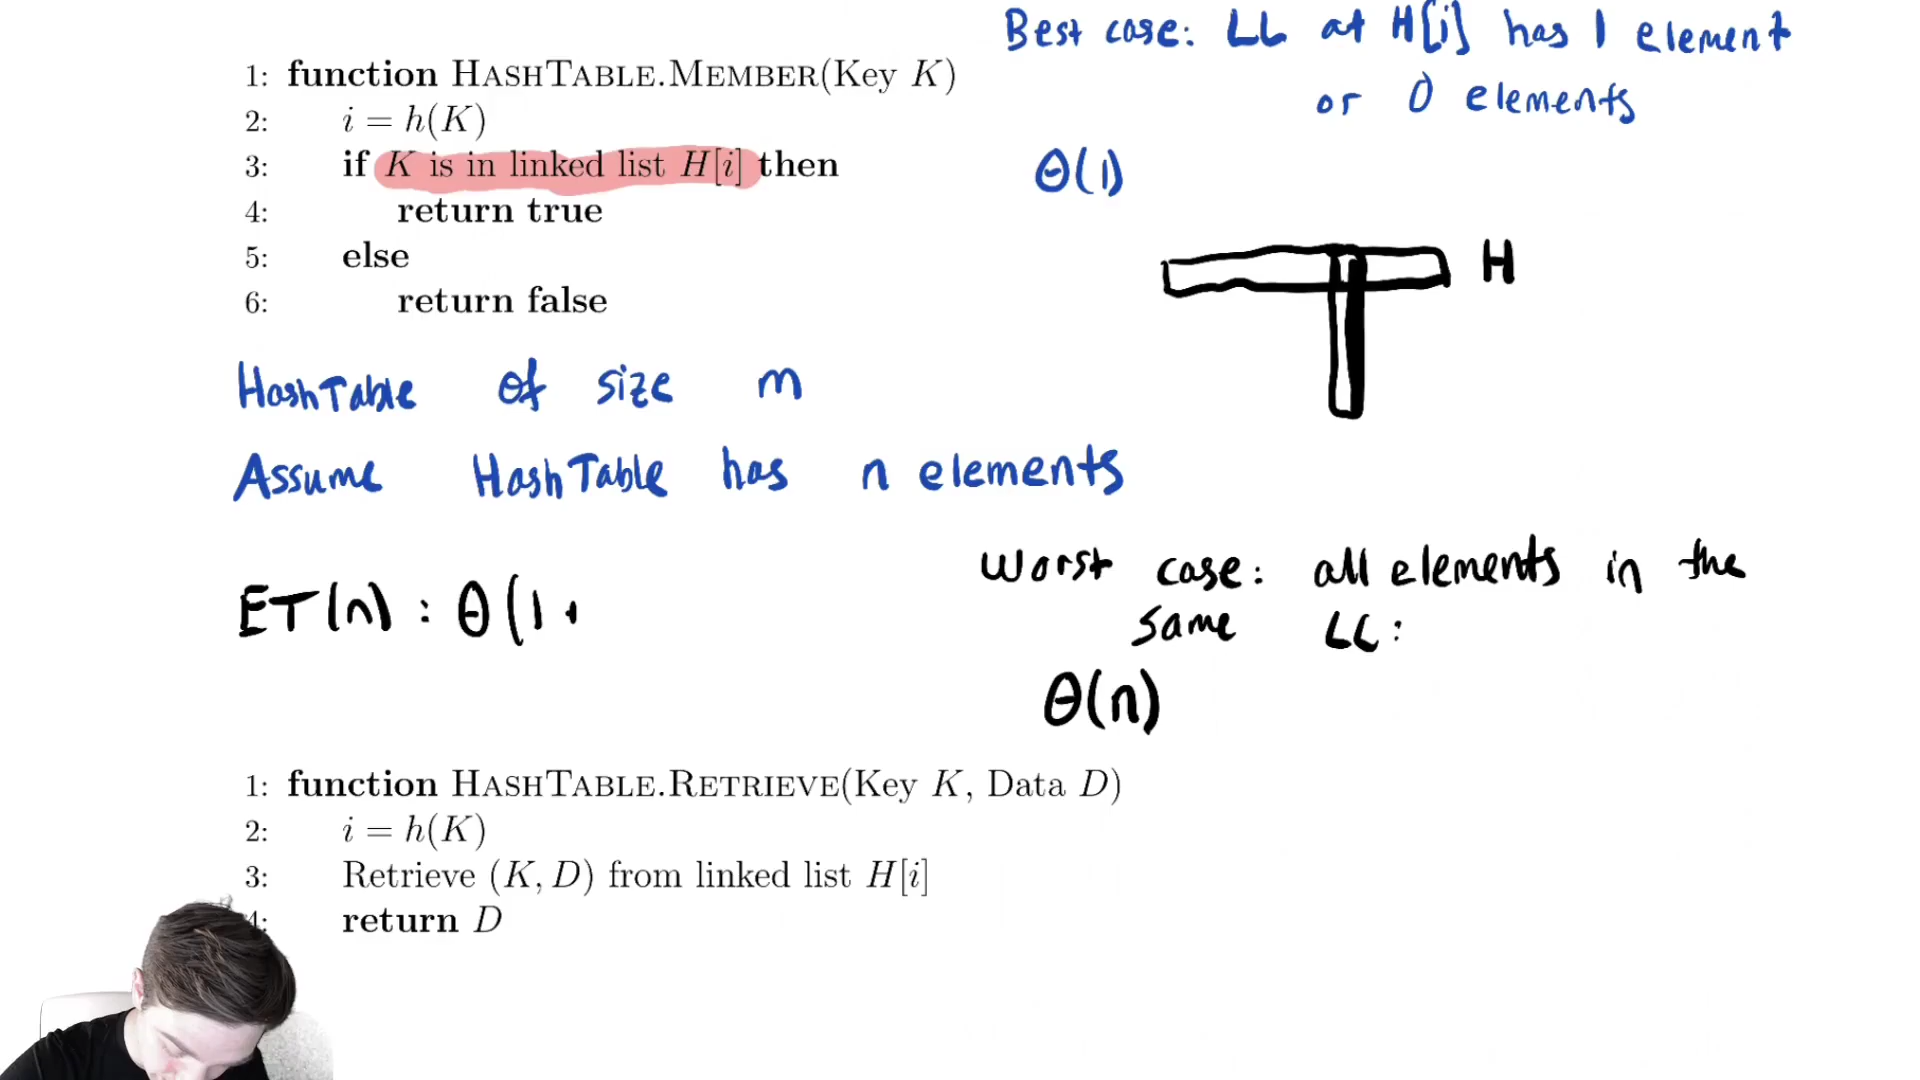 Best case: LL at H[i] has 1 element
or 0 elements
Θ(1)
1: function HASHTABLE.MEMBER(Key K)
2: i = h(K)
3: if K is in linked list H[i] then
4: return true
5: else
6: return false
H
HashTable of size m
Assume HashTable has n elements
Worst case: all elements in the
same LL:
Θ(n)
ET(n): Θ(1 +
1: function HASHTABLE.RETRIEVE(Key K, Data D)
2: i = h(K)
3: Retrieve (K, D) from linked list H[i]
4: return D